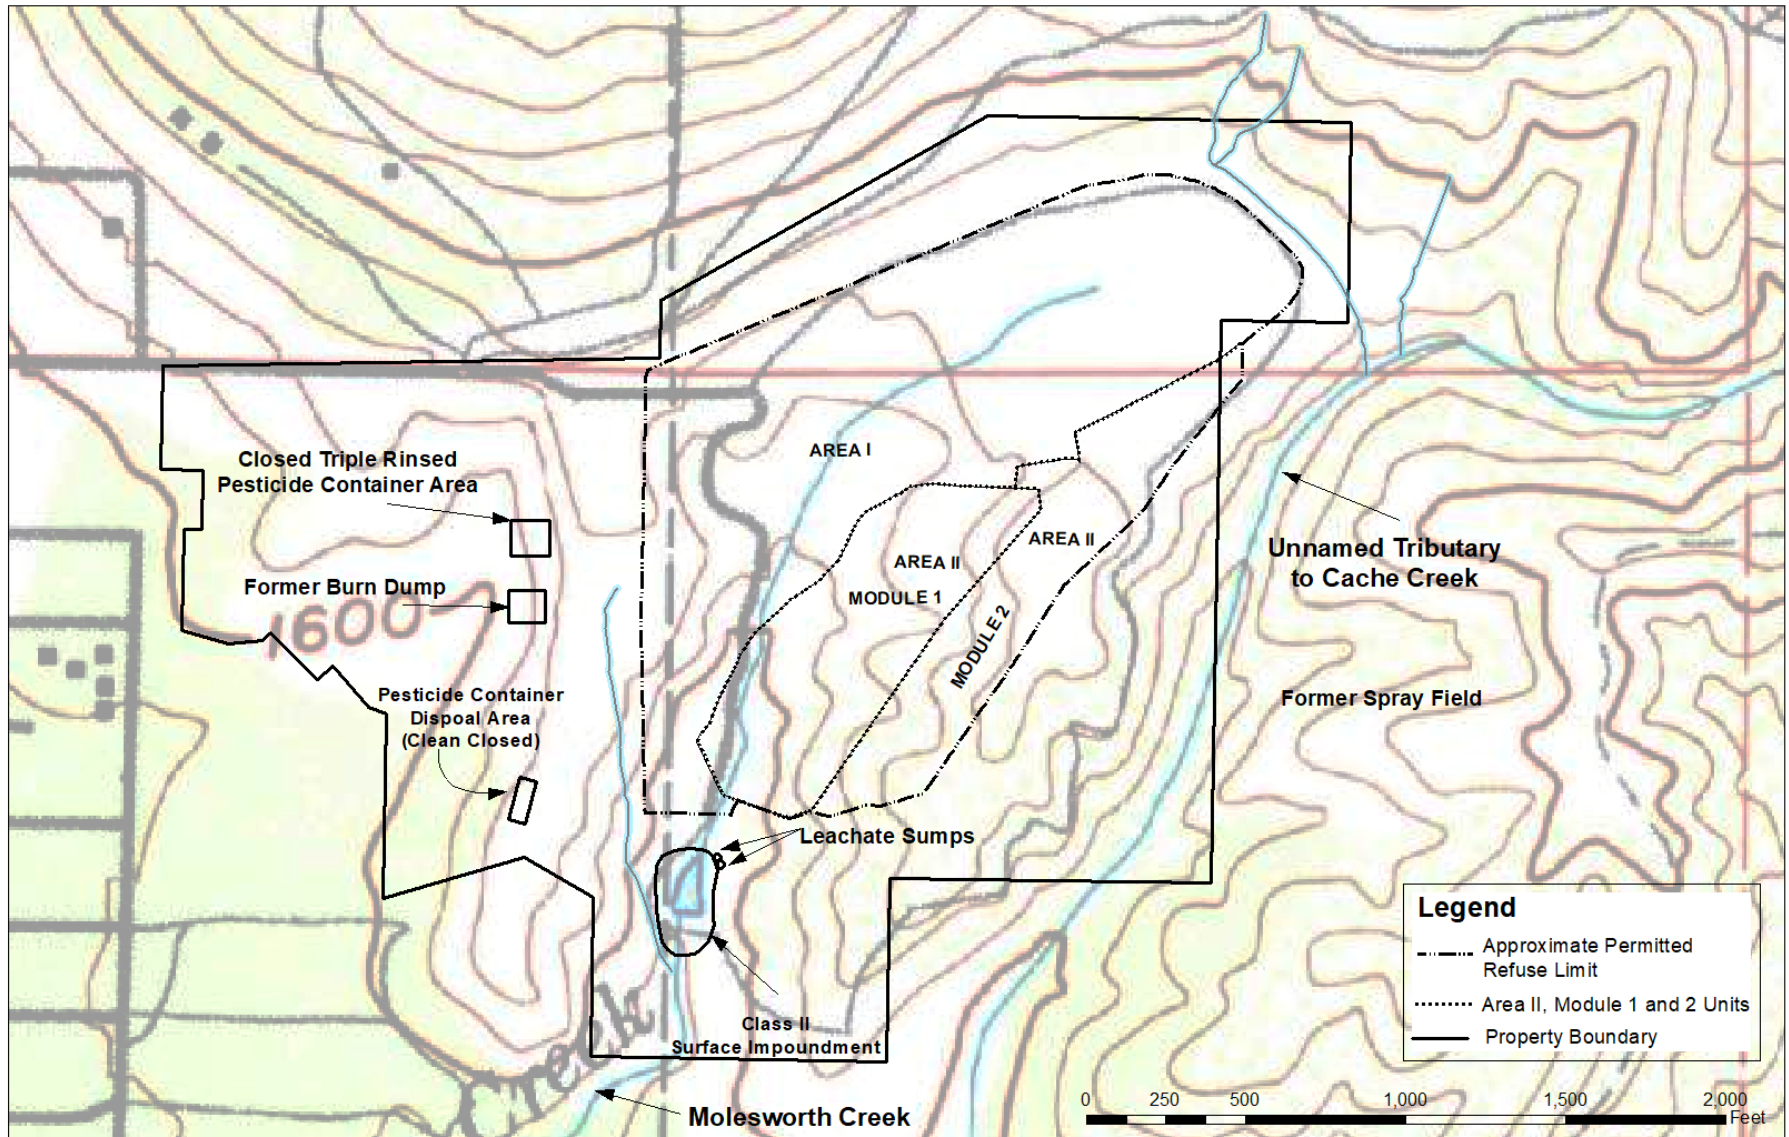 AREA I
Closed Triple Rinsed
Pesticide Container Area
AREA II
AREA II
Unnamed Tributary
to Cache Creek
Former Burn Dump
MODULE 1
1600
MODULE 2
Pesticide Container
Dispoal Area
(Clean Closed)
Former Spray Field
Leachate Sumps
Class II
Surface Impoundment
Creek
Molesworth Creek
Legend
Approximate Permitted
Refuse Limit
Area II, Module 1 and 2 Units
Property Boundary
0 250 500 1,000 1,500 2,000
Feet